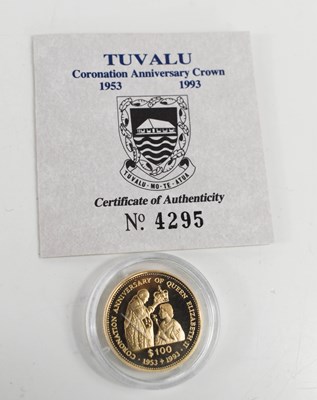 TUVALU
Coronation Anniversary Crown
1953 1993
TUVALU-MO-TE-ATUA
Certificate of Authenticity
No 4295
CORONATION ANNIVERSARY OF QUEEN ELIZABETH II
$100
1953 + 1993